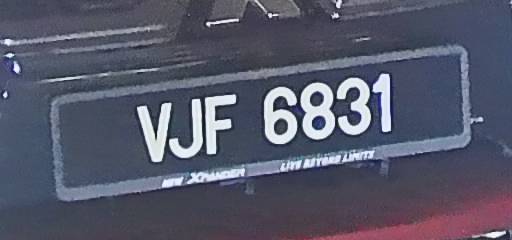 VJF 6831
NEW XPANDER LIVE BEYOND LIMITS